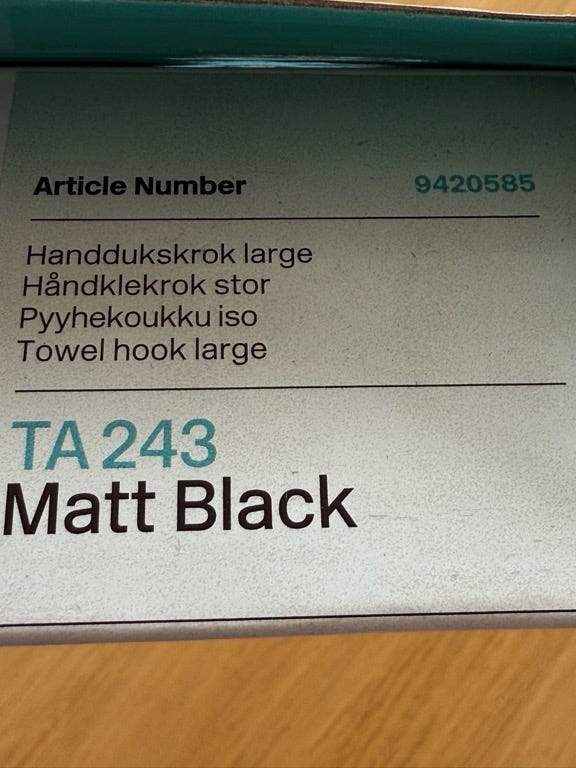 Article Number 9420585
Handdukskrok large
Håndklekrok stor
Pyyhekoukku iso
Towel hook large
TA 243
Matt Black